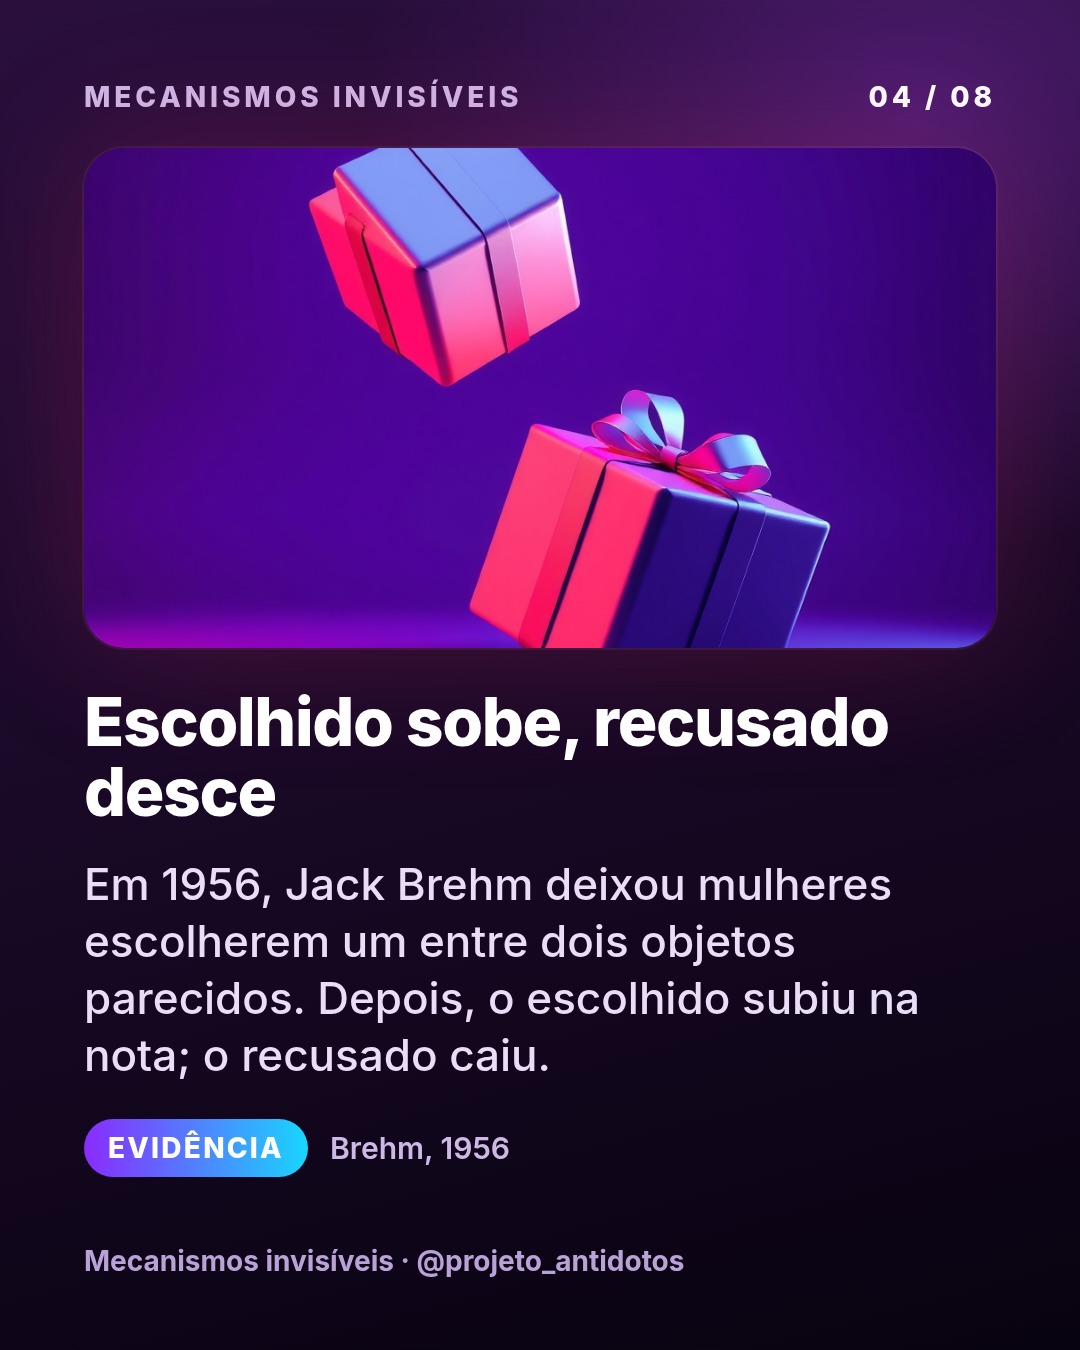 MECANISMOS INVISÍVEIS
04 / 08
Escolhido sobe, recusado
desce
Em 1956, Jack Brehm deixou mulheres
escolherem um entre dois objetos
parecidos. Depois, o escolhido subiu na
nota; o recusado caiu.
EVIDÊNCIA
Brehm, 1956
Mecanismos invisíveis · @projeto_antidotos